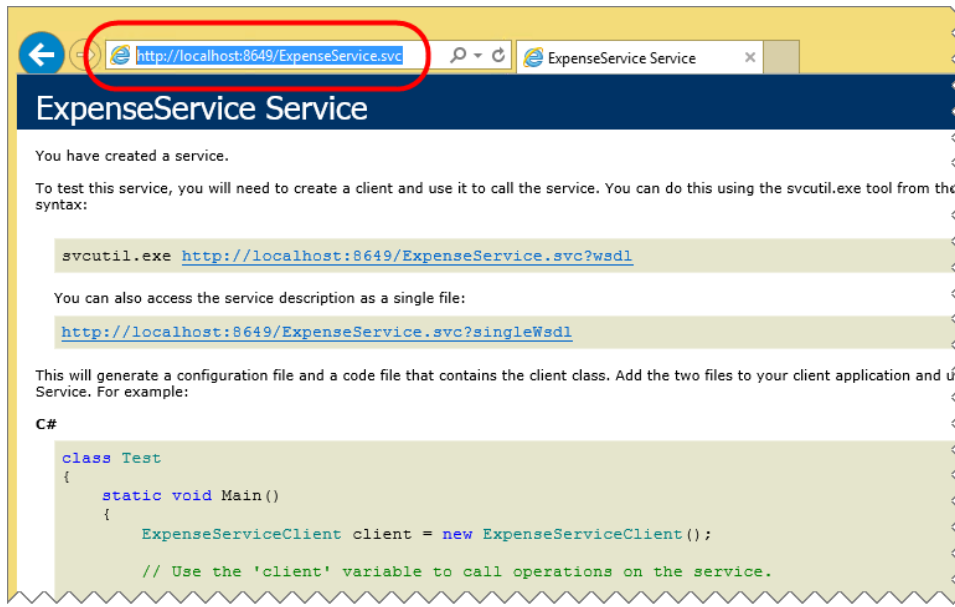 http://localhost:8649/ExpenseService.svc
ExpenseService Service
ExpenseService Service
You have created a service.
To test this service, you will need to create a client and use it to call the service. You can do this using the svcutil.exe tool from the
syntax:
svcutil.exe http://localhost:8649/ExpenseService.svc?wsdl
You can also access the service description as a single file:
http://localhost:8649/ExpenseService.svc?singleWsdl
This will generate a configuration file and a code file that contains the client class. Add the two files to your client application and
Service. For example:
C#
class Test
{
static void Main()
{
ExpenseServiceClient client = new ExpenseServiceClient();
// Use the 'client' variable to call operations on the service.